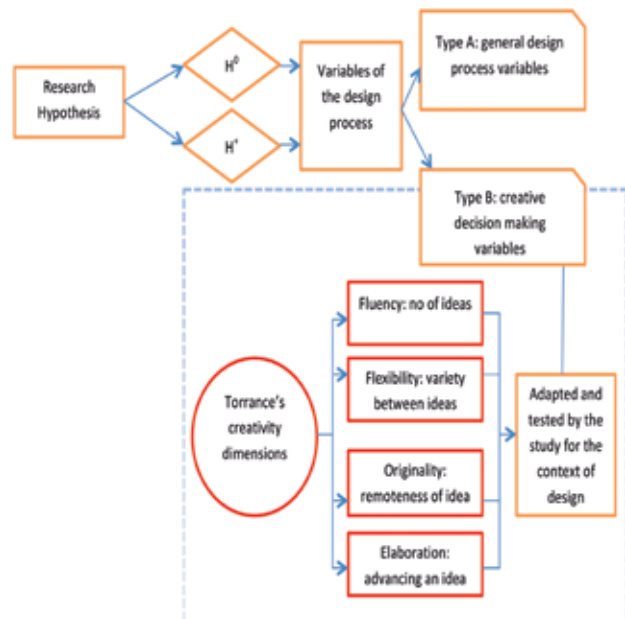 Research
Hypothesis
H⁰
H⁺
Variables of
the design
process
Type A: general design
process variables
Type B: creative
decision making
variables
Torrance's
creativity
dimensions
Fluency: no of ideas
Flexibility: variety
between ideas
Originality:
remoteness of idea
Elaboration:
advancing an idea
Adapted and
tested by the
study for the
context of
design